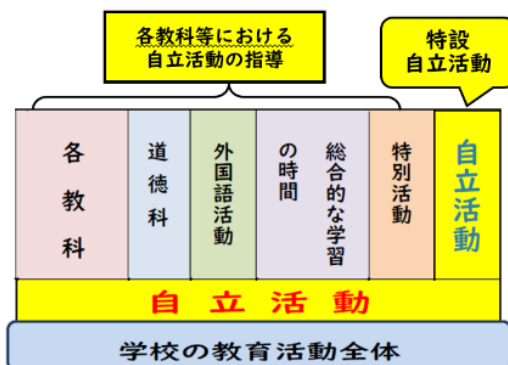 各教科等における
自立活動の指導
特設
自立活動
各教科
道徳科
外国語活動
総合的な学習
の時間
特別活動
自立活動
自立活動
学校の教育活動全体